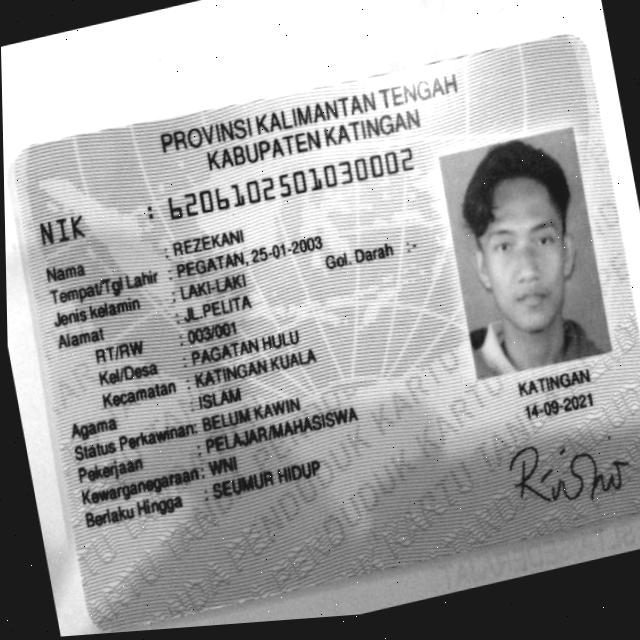 PROVINSI KALIMANTAN TENGAH
KABUPATEN KATINGAN
NIK : 6206102501030002
Nama : REZEKANI
Tempat/Tgl Lahir : PEGATAN, 25-01-2003
Jenis kelamin : LAKI-LAKI Gol. Darah :-
Alamat : JL.PELITA
RT/RW : 003/001
Kel/Desa : PAGATAN HULU
Kecamatan : KATINGAN KUALA
Agama : ISLAM
Status Perkawinan: BELUM KAWIN
Pekerjaan : PELAJAR/MAHASISWA
Kewarganegaraan: WNI
Berlaku Hingga : SEUMUR HIDUP
KATINGAN
14-09-2021